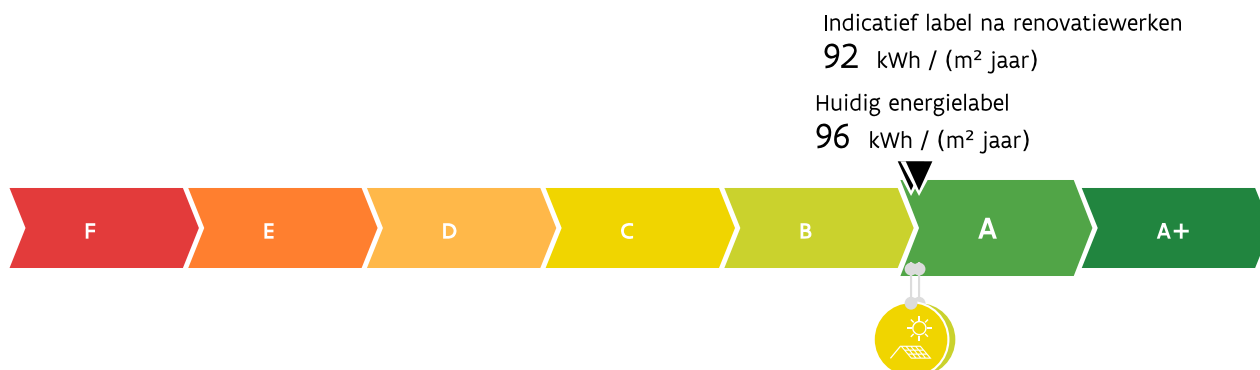 Indicatief label na renovatiewerken
92 kWh / (m² jaar)
Huidig energielabel
96 kWh / (m² jaar)
F E D C B A A+